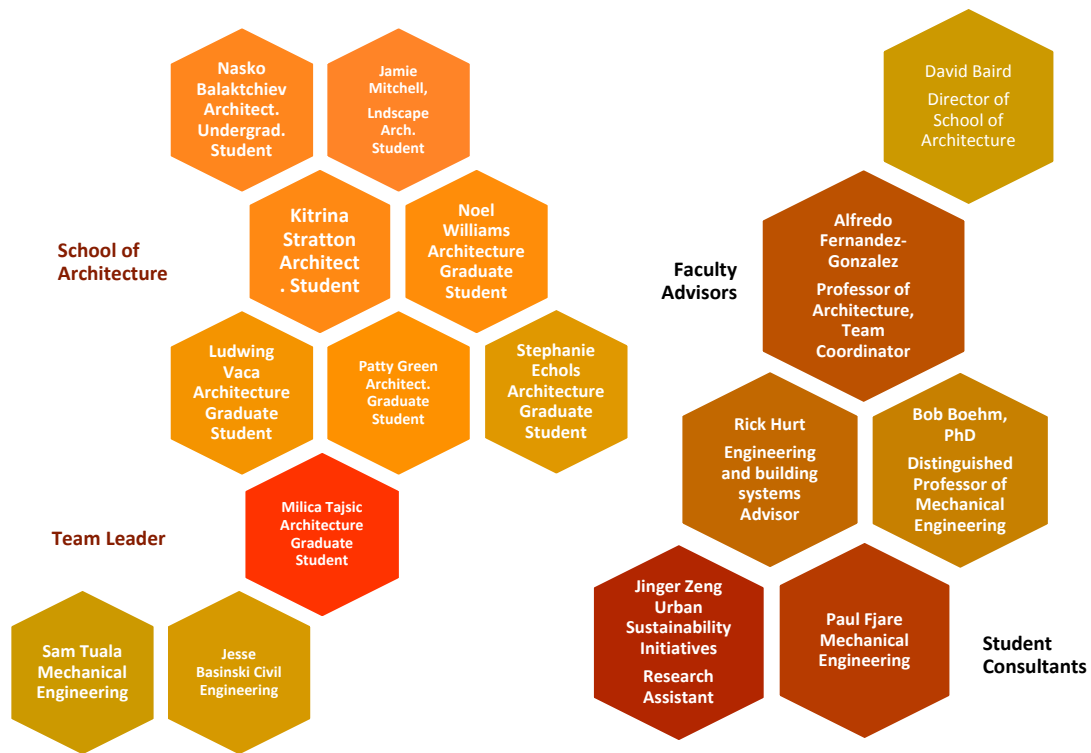 Nasko
Balaktchiev
Architect.
Undergrad.
Student
Jamie
Mitchell,
Lndscape
Arch.
Student
School of
Architecture
Kitrina
Stratton
Architect
. Student
Noel
Williams
Architecture
Graduate
Student
Ludwing
Vaca
Architecture
Graduate
Student
Patty Green
Architect.
Graduate
Student
Stephanie
Echols
Architecture
Graduate
Student
Team Leader
Milica Tajsic
Architecture
Graduate
Student
Sam Tuala
Mechanical
Engineering
Jesse
Basinski Civil
Engineering
David Baird
Director of
School of
Architecture
Faculty
Advisors
Alfredo
Fernandez-
Gonzalez
Professor of
Architecture,
Team
Coordinator
Rick Hurt
Engineering
and building
systems
Advisor
Bob Boehm,
PhD
Distinguished
Professor of
Mechanical
Engineering
Jinger Zeng
Urban
Sustainability
Initiatives
Research
Assistant
Paul Fjare
Mechanical
Engineering
Student
Consultants